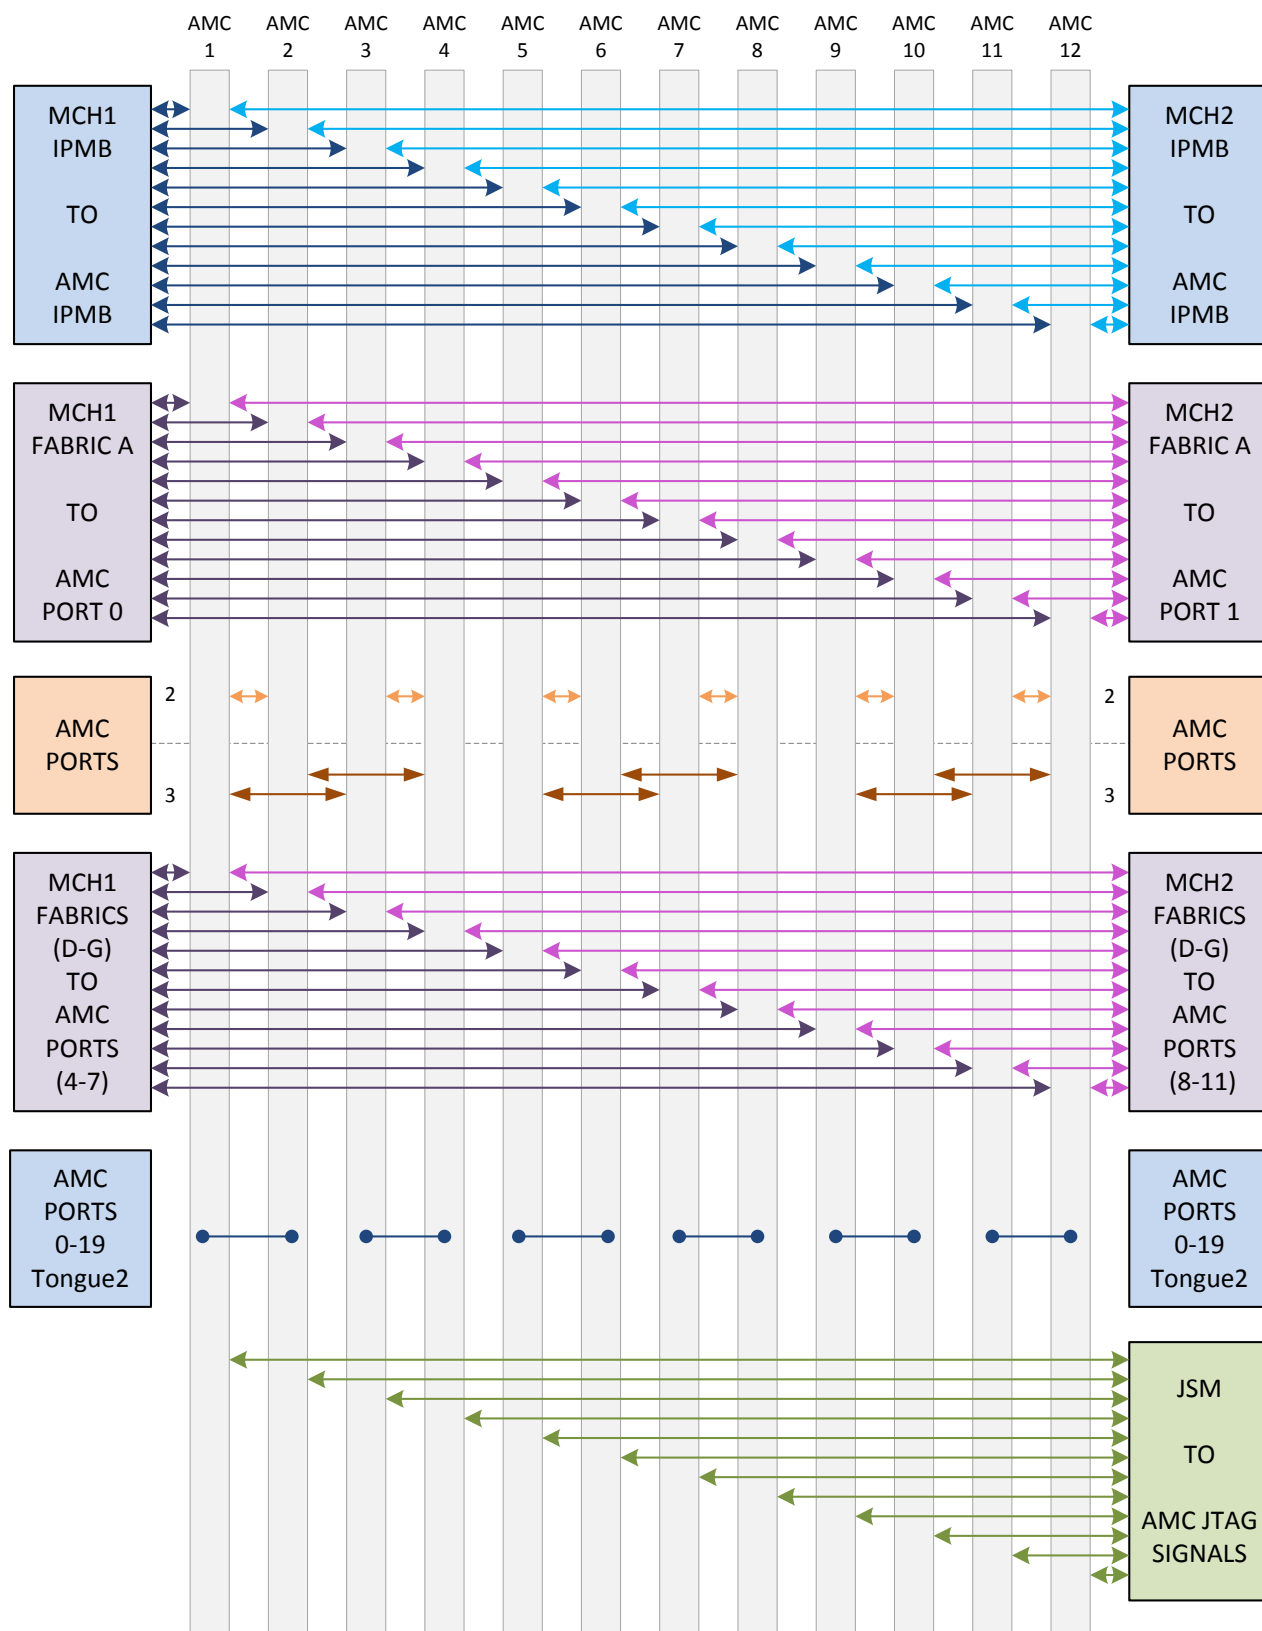 AMC
1
AMC
2
AMC
3
AMC
4
AMC
5
AMC
6
AMC
7
AMC
8
AMC
9
AMC
10
AMC
11
AMC
12
MCH1
IPMB
TO
AMC
IPMB
MCH2
IPMB
TO
AMC
IPMB
MCH1
FABRIC A
TO
AMC
PORT 0
MCH2
FABRIC A
TO
AMC
PORT 1
AMC
PORTS
2
3
2
3
AMC
PORTS
MCH1
FABRICS
(D-G)
TO
AMC
PORTS
(4-7)
MCH2
FABRICS
(D-G)
TO
AMC
PORTS
(8-11)
AMC
PORTS
0-19
Tongue2
AMC
PORTS
0-19
Tongue2
JSM
TO
AMC JTAG
SIGNALS